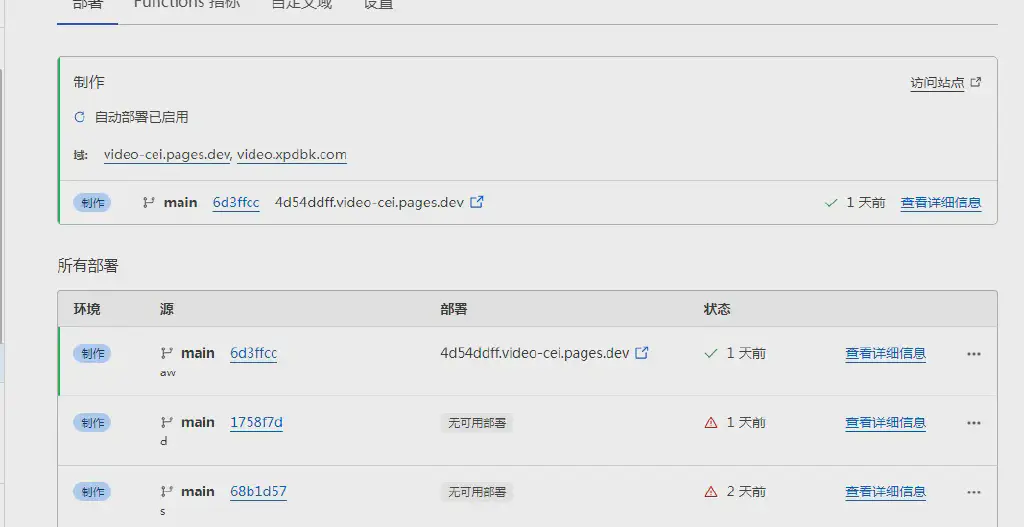 部署 Functions 指标 自定义域 设置
制作 访问站点
自动部署已启用
域: video-cei.pages.dev, video.xpdbk.com
制作 main 6d3ffcc 4d54ddff.video-cei.pages.dev 1 天前 查看详细信息
所有部署
环境 源 部署 状态
制作 main 6d3ffcc 4d54ddff.video-cei.pages.dev 1 天前 查看详细信息 •••
aw
制作 main 1758f7d 无可用部署 1 天前 查看详细信息 •••
d
制作 main 68b1d57 无可用部署 2 天前 查看详细信息 •••
s